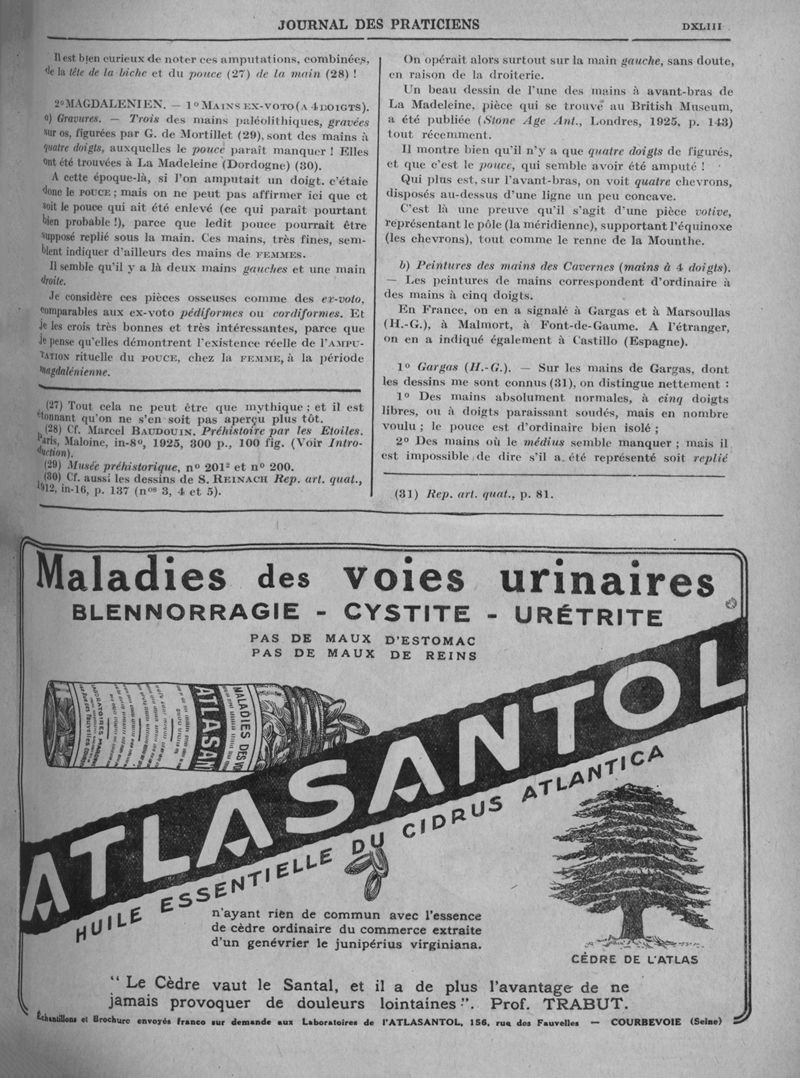 JOURNAL DES PRATICIENS
DXLIII
Il est bien curieux de noter ces amputations, combinées,
de la tête de la biche et du pouce (27) de la main (28) !
2º MAGDALENIEN. — 1º MAINS EX-VOTO (A 4 DOIGTS).
a) Gravures. — Trois des mains paléolithiques, gravées
sur os, figurées par G. de Mortillet (29), sont des mains à
quatre doigts, auxquelles le pouce paraît manquer ! Elles
ont été trouvées à La Madeleine (Dordogne) (30).
A cette époque-là, si l'on amputait un doigt. c'étaie
done le POUCE ; mais on ne peut pas affirmer ici que ce
soit le pouce qui ait été enlevé (ce qui paraît pourtant
bien probable !), parce que ledit pouce pourrait être
supposé replié sous la main. Ces mains, très fines, sem-
blent indiquer d'ailleurs des mains de FEMMES.
Il semble qu'il y a là deux mains gauches et une main
droite.
Je considère ces pièces osseuses comme des ex-voto,
comparables aux ex-voto pédiformes ou cordiformes. Et
je les crois très bonnes et très intéressantes, parce que
je pense qu'elles démontrent l'existence réelle de l'AMPU-
TATION rituelle du POUCE, chez la FEMME, à la période
magdalénienne.
(27) Tout cela ne peut être que mythique ; et il est
étonnant qu'on ne s'en soit pas aperçu plus tôt.
(28) Cf. Marcel BAUDOUIN. Préhistoire par les Etoiles.
Paris, Maloine, in-8º, 1925, 300 p., 100 fig. (Voir Intro-
duction).
(29) Musée préhistorique, nº 201² et nº 200.
(30) Cf. aussi les dessins de S. REINACH Rep. art. quat.,
1912, in-16, p. 137 (nos 3, 4 et 5).
On opérait alors surtout sur la main gauche, sans doute,
en raison de la droiterie.
Un beau dessin de l'une des mains à avant-bras de
La Madeleine, pièce qui se trouve au British Museum,
a été publiée (Stone Age Ant., Londres, 1925, p. 143)
tout récemment.
Il montre bien qu'il n'y a que quatre doigts de figurés,
et que c'est le pouce, qui semble avoir été amputé !
Qui plus est, sur l'avant-bras, on voit quatre chevrons,
disposés au-dessus d'une ligne un peu concave.
C'est là une preuve qu'il s'agit d'une pièce votive,
représentant le pôle (la méridienne), supportant l'équinoxe
(les chevrons), tout comme le renne de la Mounthe.
b) Peintures des mains des Cavernes (mains à 4 doigts).
— Les peintures de mains correspondent d'ordinaire à
des mains à cinq doigts.
En France, on en a signalé à Gargas et à Marsoullas
(H.-G.), à Malmort, à Font-de-Gaume. A l'étranger,
on en a indiqué également à Castillo (Espagne).
1º Gargas (H.-G.). — Sur les mains de Gargas, dont
les dessins me sont connus (31), on distingue nettement :
1º Des mains absolument normales, à cinq doigts
libres, ou à doigts paraissant soudés, mais en nombre
voulu ; le pouce est d'ordinaire bien isolé ;
2º Des mains où le médius semble manquer ; mais il
est impossible de dire s'il a été représenté soit replié
(31) Rep. art. quat., p. 81.
Maladies des voies urinaires
BLENNORRAGIE - CYSTITE - URÉTRITE
PAS DE MAUX D'ESTOMAC
PAS DE MAUX DE REINS
MALADIES DES V
ATLASAN
ATLASANTOL
HUILE ESSENTIELLE DU CIDRUS ATLANTICA
n'ayant rien de commun avec l'essence
de cèdre ordinaire du commerce extraite
d'un genévrier le junipérius virginiana.
CÈDRE DE L'ATLAS
“ Le Cèdre vaut le Santal, et il a de plus l'avantage de ne
jamais provoquer de douleurs lointaines ”. Prof. TRABUT.
Échantillons et Brochure envoyés franco sur demande aux Laboratoires de l'ATLASANTOL, 156, rue des Fauvelles — COURBEVOIE (Seine)